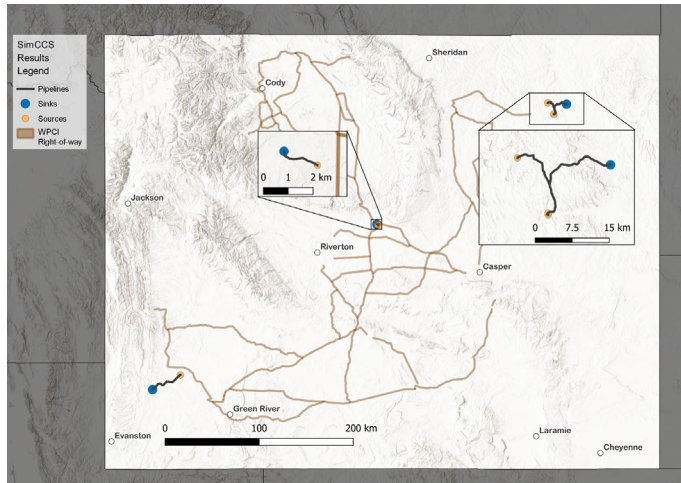 SimCCS
Results
Legend
Pipelines
Sinks
Sources
WPCI
Right-of-way
Sheridan
Cody
0 1 2 km
0 7.5 15 km
Jackson
Riverton
Casper
Green River
Evanston
0 100 200 km
Laramie
Cheyenne